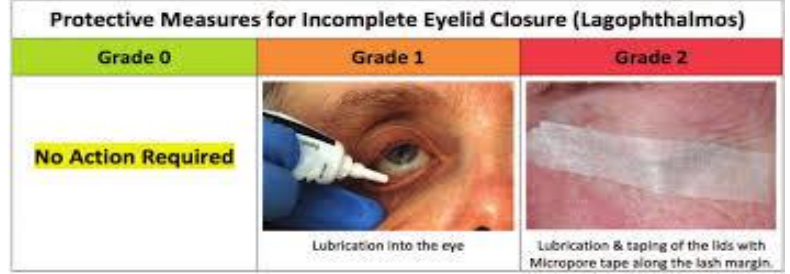 Protective Measures for Incomplete Eyelid Closure (Lagophthalmos)
Grade 0
Grade 1
Grade 2
No Action Required
Lubrication into the eye
Lubrication & taping of the lids with
Micropore tape along the lash margin.